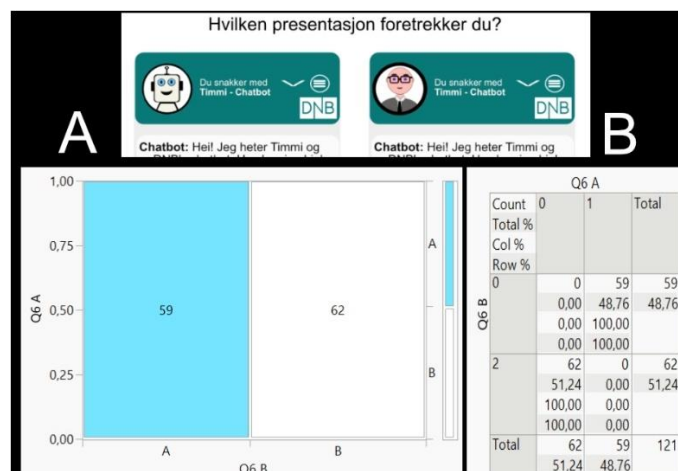 Hvilken presentasjon foretrekker du?
Du snakker med
Timmi - Chatbot
DNB
Chatbot: Hei! Jeg heter Timmi og
Du snakker med
Timmi - Chatbot
DNB
Chatbot: Hei! Jeg heter Timmi og
A
B
1,00
0,75
0,50
0,25
0,00
Q6 A
59
62
A
B
A
B
Q6 B
Q6 A
Q6 B
Count 0 1 Total
Total %
Col %
Row %
0 0 59 59
0,00 48,76 48,76
0,00 100,00
0,00 100,00
2 62 0 62
51,24 0,00 51,24
100,00 0,00
100,00 0,00
Total 62 59 121
51,24 48,76